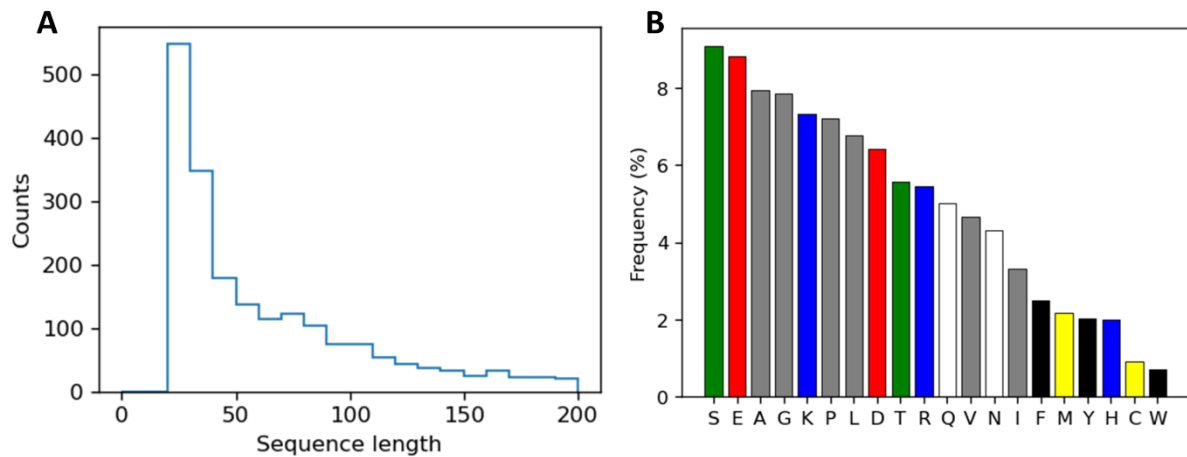 A
500
400
300
200
100
0
Counts
0 50 100 150 200
Sequence length
B
8
6
4
2
0
Frequency (%)
S E A G K P L D T R Q V N I F M Y H C W